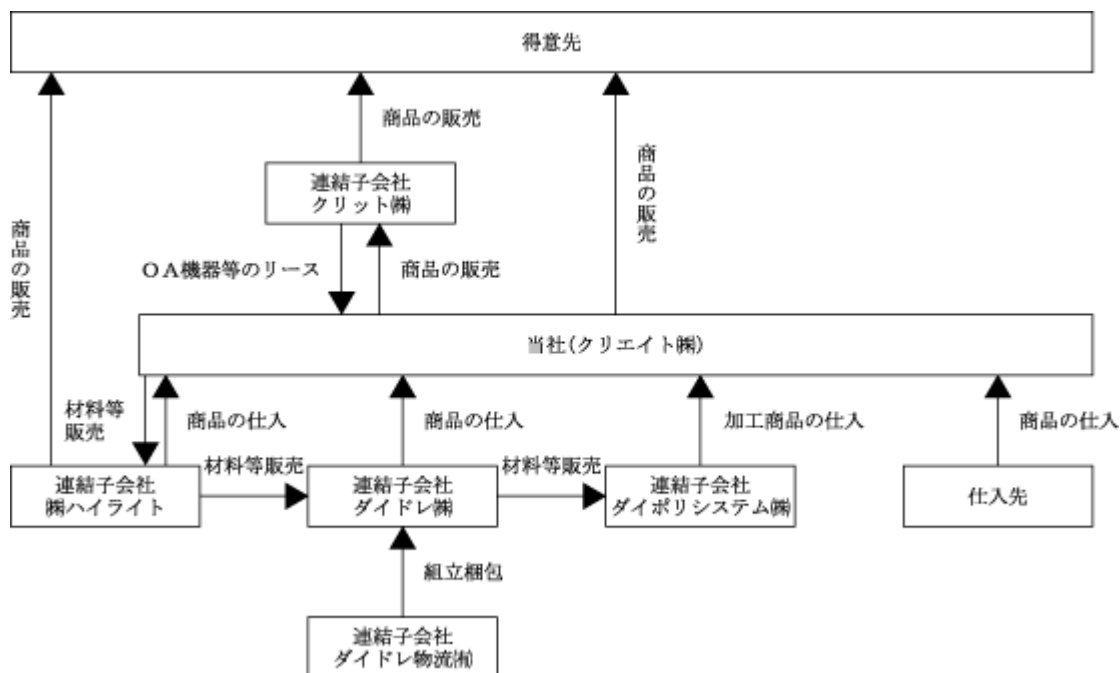 得意先
商品の販売
連結子会社
クリット㈱
商品の販売
商品の販売
OA機器等のリース
商品の販売
当社(クリエイト㈱)
材料等
販売
商品の仕入
商品の仕入
加工商品の仕入
商品の仕入
連結子会社
㈱ハイライト
材料等販売
連結子会社
ダイドレ㈱
材料等販売
連結子会社
ダイポリシステム㈱
仕入先
組立梱包
連結子会社
ダイドレ物流㈲